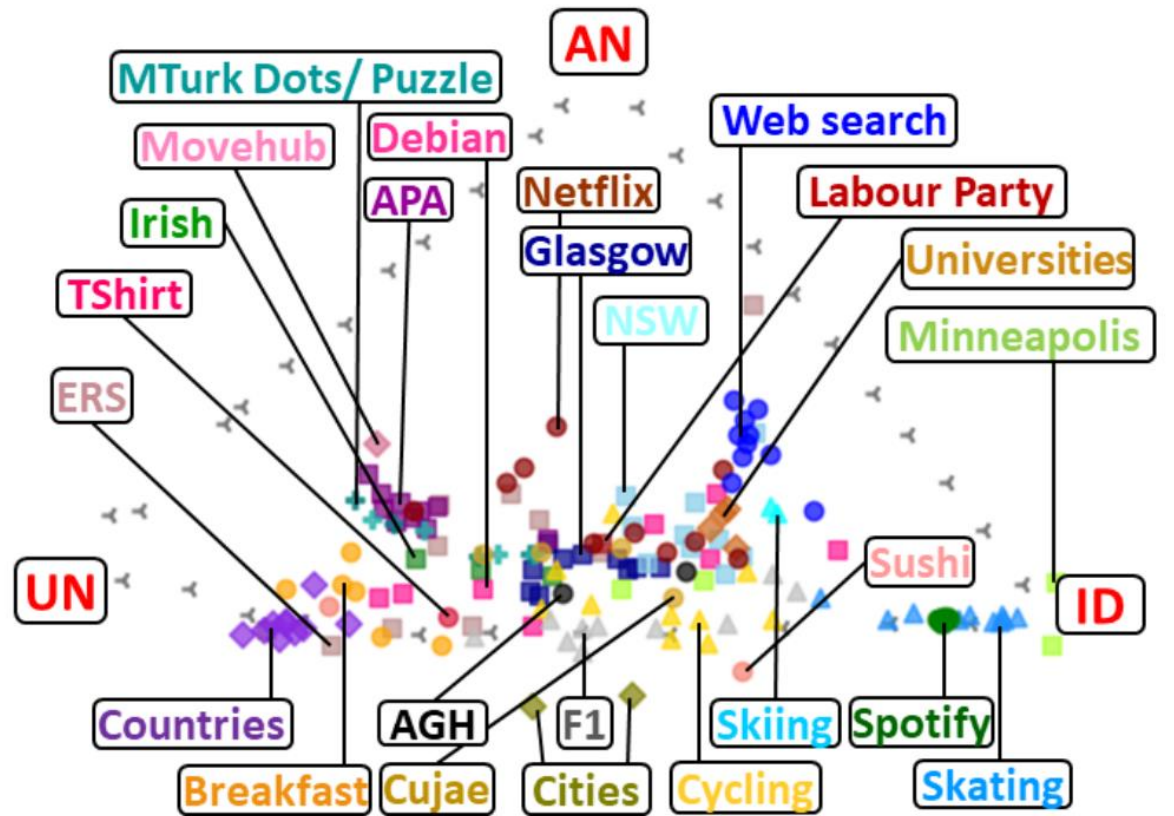 AN
MTurk Dots/ Puzzle
Web search
Movehub
Debian
APA
Netflix
Labour Party
Irish
Glasgow
Universities
TShirt
NSW
Minneapolis
ERS
Sushi
UN
ID
Countries
AGH
F1
Skiing
Spotify
Breakfast
Cujae
Cities
Cycling
Skating